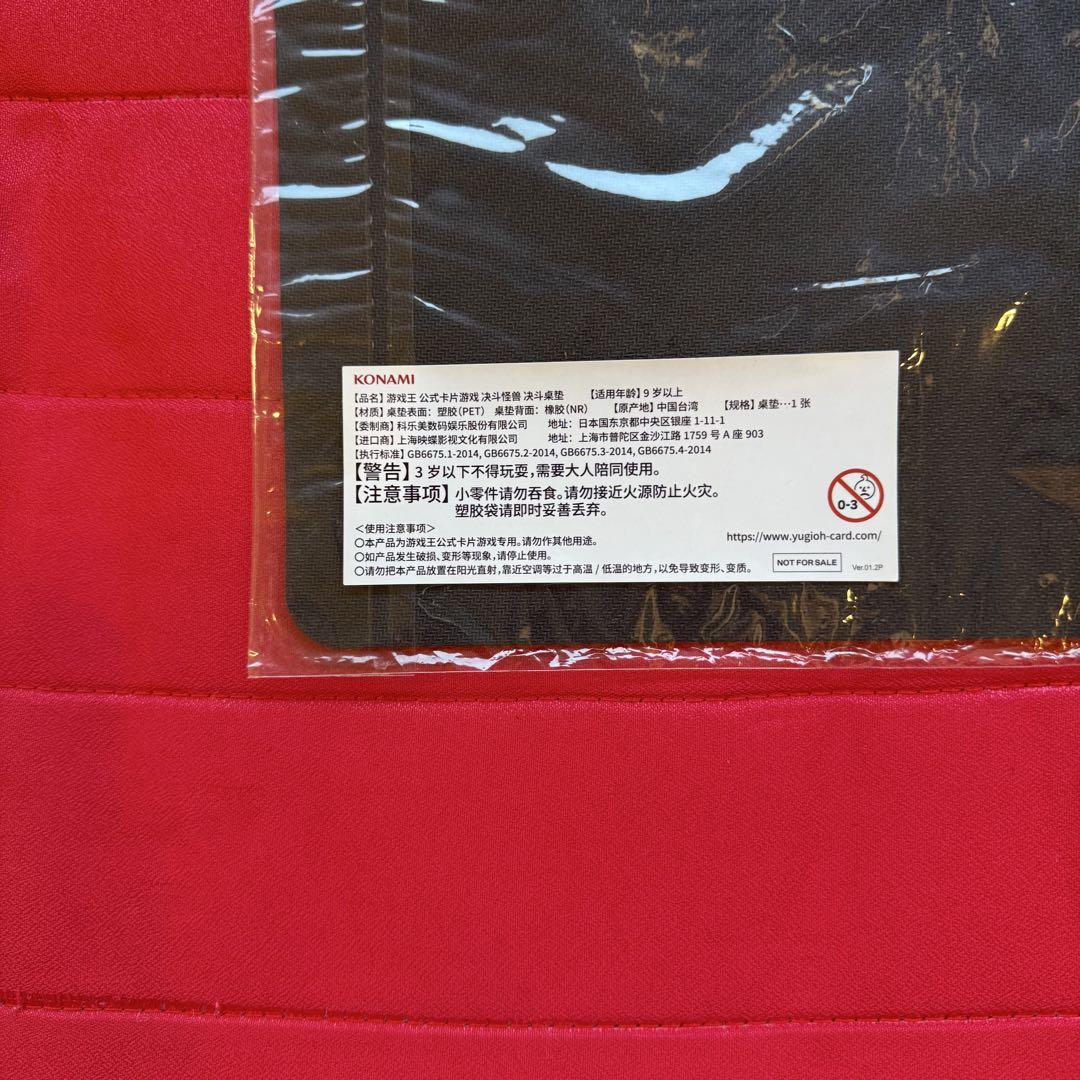 KONAMI
【品名】游戏王 公式卡片游戏 决斗怪兽 决斗桌垫 【适用年龄】9 岁以上
【材质】桌垫表面：塑胶（PET） 桌垫背面：橡胶（NR） 【原产地】中国台湾 【规格】桌垫…1 张
【委制商】科乐美数码娱乐股份有限公司 地址：日本国东京都中央区银座 1-11-1
【进口商】上海映蝶影视文化有限公司 地址：上海市普陀区金沙江路 1759 号 A 座 903
【执行标准】GB6675.1-2014, GB6675.2-2014, GB6675.3-2014, GB6675.4-2014
【警告】3 岁以下不得玩耍，需要大人陪同使用。
【注意事项】小零件请勿吞食。请勿接近火源防止火灾。
塑胶袋请即时妥善丢弃。
0-3
＜使用注意事项＞
○本产品为游戏王公式卡片游戏专用。请勿作其他用途。
○如产品发生破损、变形等现象，请停止使用。
○请勿把本产品放置在阳光直射，靠近空调等过于高温 / 低温的地方，以免导致变形、变质。
https://www.yugioh-card.com/
NOT FOR SALE
Ver.01.2P